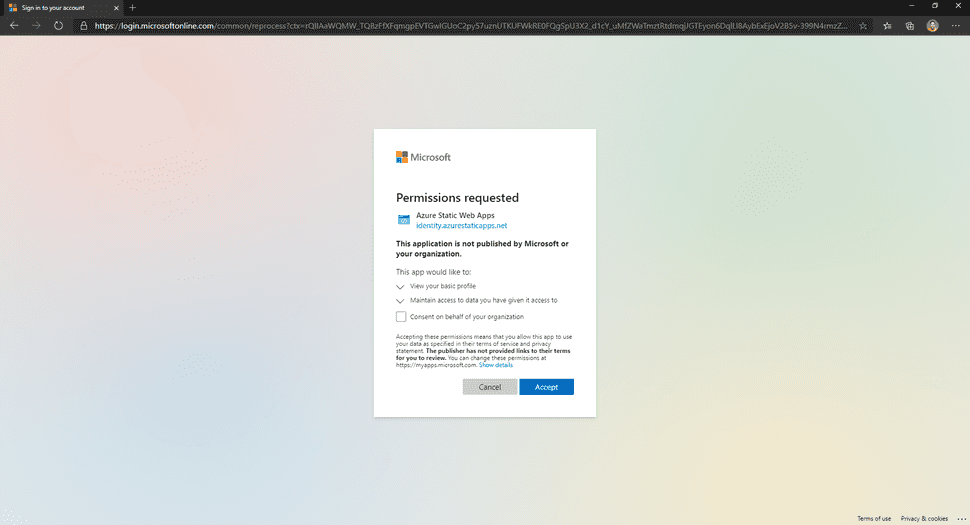 Sign in to your account
https://login.microsoftonline.com/common/reprocess?ctx=
Microsoft
Permissions requested
Azure Static Web Apps
identity.azurestaticapps.net
This application is not published by Microsoft or
your organization.
This app would like to:
View your basic profile
Maintain access to data you have given it access to
Consent on behalf of your organization
Accepting these permissions means that you allow this app to use
your data as specified in their terms of service and privacy
statement. The publisher has not provided links to their terms
for you to review. You can change these permissions at
https://myapps.microsoft.com. Show details
Cancel Accept
Terms of use Privacy & cookies